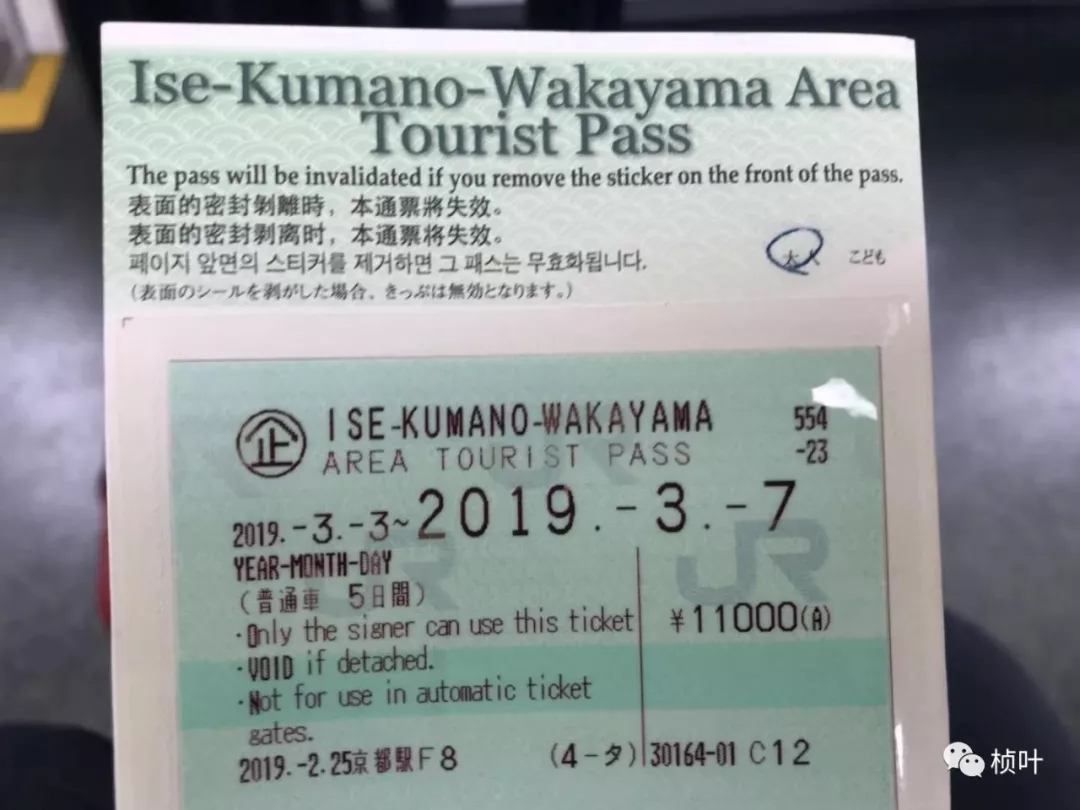 Ise-Kumano-Wakayama Area
Tourist Pass
The pass will be invalidated if you remove the sticker on the front of the pass.
表面的密封剝離時，本通票將失效。
表面的密封剥离时，本通票将失效。
페이지 앞면의 스티커를 제거하면 그 패스는 무효화됩니다.
(表面のシールを剥がした場合、きっぷは無効となります。)
大人 こども
企 ISE-KUMANO-WAKAYAMA 554
AREA TOURIST PASS -23
2019.-3.-3~2019.-3.-7
YEAR-MONTH-DAY
JR JR
(普通車 5日間)
・Only the signer can use this ticket ¥11000(A)
・VOID if detached.
・Not for use in automatic ticket
gates.
2019.-2.25京都駅F8 (4-タ) 30164-01 C12
桢叶